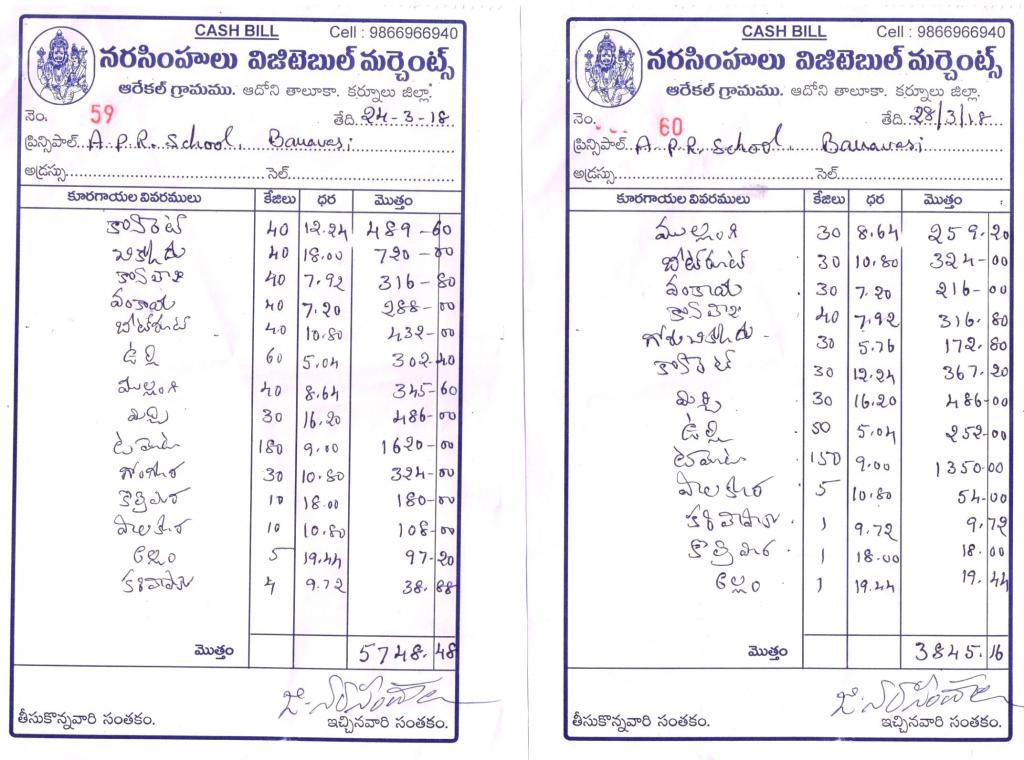 CASH BILL Cell : 9866966940
నరసింహులు విజిటెబుల్ మర్చెంట్స్
ఆరేకల్ గ్రామము. ఆదోని తాలూకా. కర్నూలు జిల్లా.
నెం. 59 తేది. 24-3-18
ప్రిన్సిపాల్. A. P. R. School, Banavasi
అడ్రస్సు సెల్
కూరగాయల వివరములు కేజిలు ధర మొత్తం
కారెట్ 40 12.24 489-60
చిక్కుడు 40 18.00 720-00
40 7.92 316-80
వంకాయ 40 7.20 288-00
బీట్రూట్ 40 10.80 432-00
ఉల్లి 60 5.04 302-40
ముల్లంగి 40 8.64 345-60
మిర్చి 30 16.20 486-00
టమోటా 180 9.00 1620-00
గోంగూర 30 10.80 324-00
కొత్తిమీర 10 18.00 180-00
పాలకూర 10 10.80 108-00
అల్లం 5 19.44 97-20
కరివేపాకు 4 9.72 38.88
మొత్తం 5748.48
తీసుకొన్నవారి సంతకం. ఇచ్చినవారి సంతకం.
CASH BILL Cell : 9866966940
నరసింహులు విజిటెబుల్ మర్చెంట్స్
ఆరేకల్ గ్రామము. ఆదోని తాలూకా. కర్నూలు జిల్లా.
నెం. 60 తేది. 28/3/18
ప్రిన్సిపాల్. A. P. R. School, Banavasi
అడ్రస్సు సెల్
కూరగాయల వివరములు కేజిలు ధర మొత్తం
ముల్లంగి 30 8.64 259.20
బీట్రూట్ 30 10.80 324-00
వంకాయ 30 7.20 216-00
40 7.92 316.80
గోరుచిక్కుడు 30 5.76 172.80
కారెట్ 30 12.24 367.20
మిర్చి 30 16.20 486-00
ఉల్లి 50 5.04 252-00
టమోటా 150 9.00 1350-00
పాలకూర 5 10.80 54-00
కరివేపాకు 1 9.72 9.72
కొత్తిమీర 1 18.00 18.00
అల్లం 1 19.44 19.44
మొత్తం 3845.16
తీసుకొన్నవారి సంతకం. ఇచ్చినవారి సంతకం.